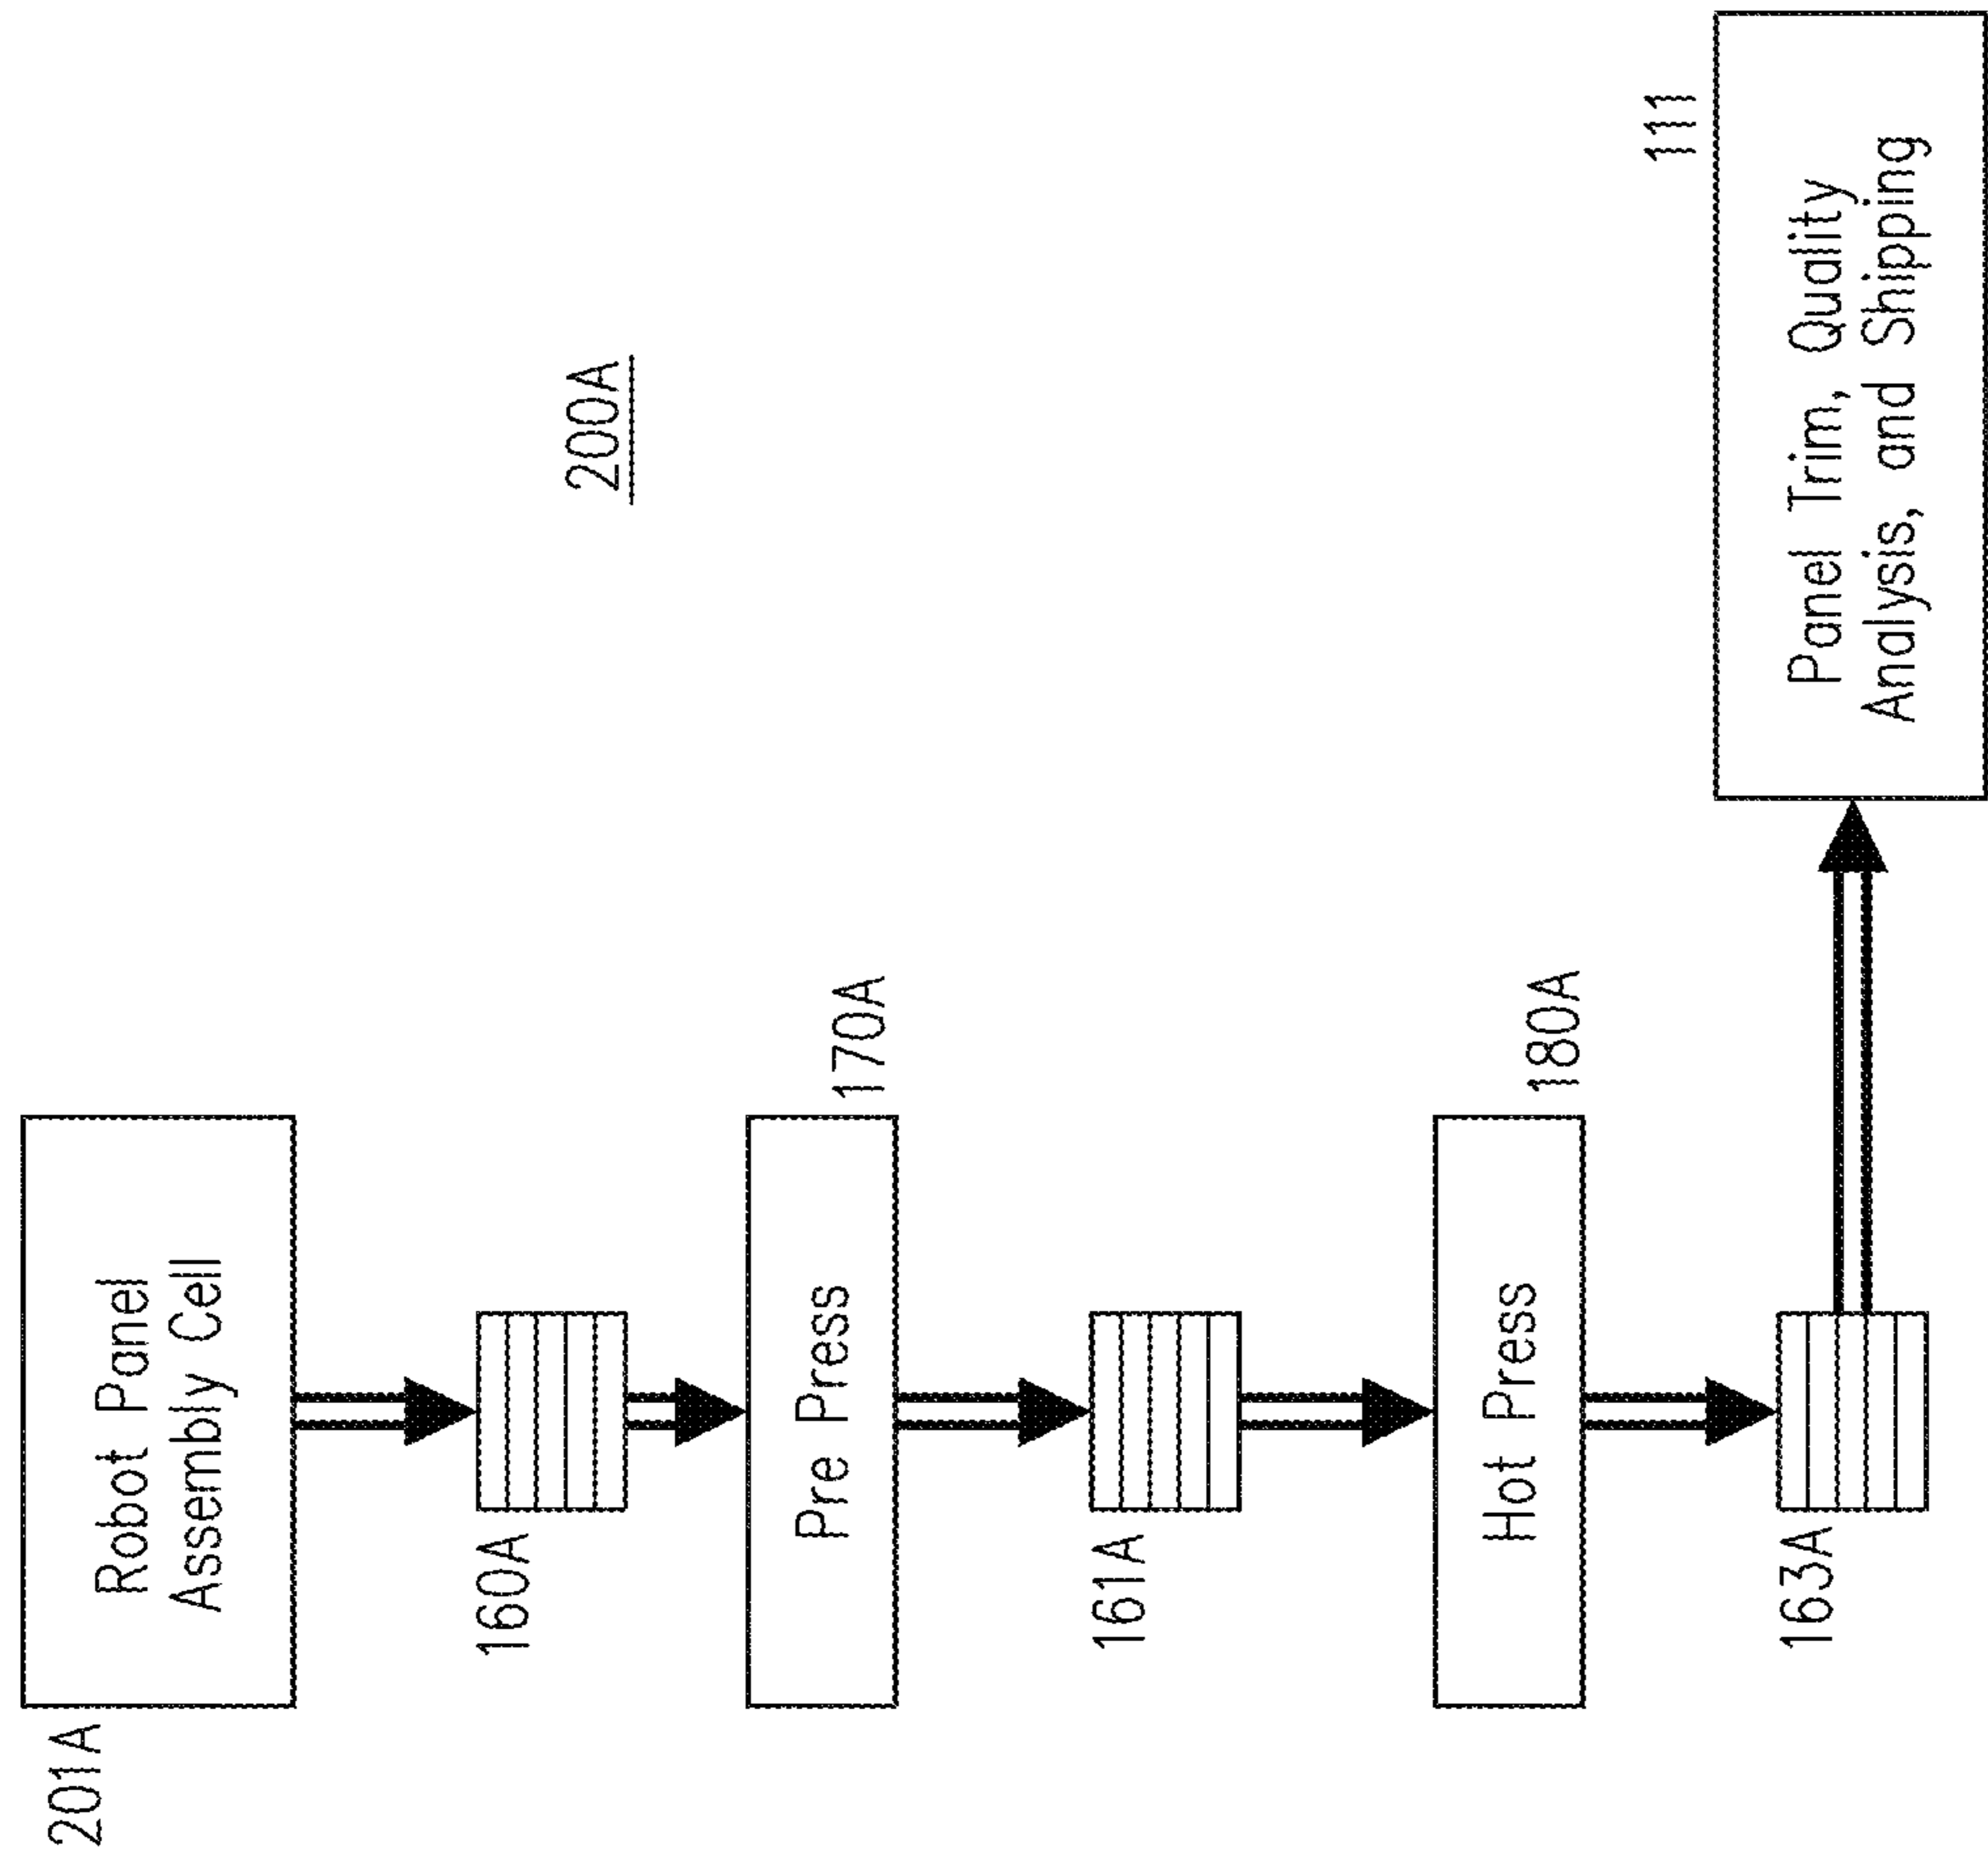 201A
Robot Panel
Assembly Cell
160A
Pre Press
170A
161A
Hot Press
180A
163A
200A
111
Panel Trim, Quality
Analysis, and Shipping